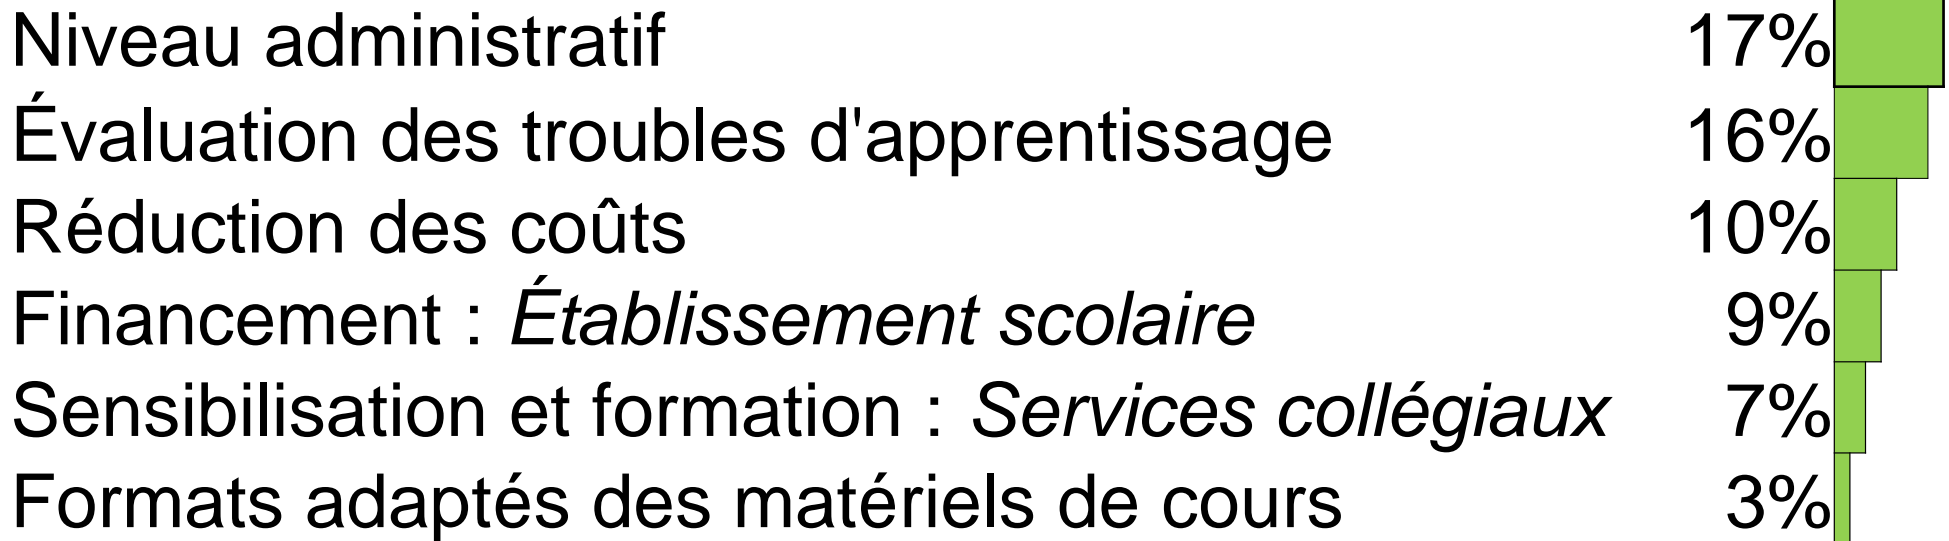 Niveau administratif 17%
Évaluation des troubles d'apprentissage 16%
Réduction des coûts 10%
Financement : Établissement scolaire 9%
Sensibilisation et formation : Services collégiaux 7%
Formats adaptés des matériels de cours 3%